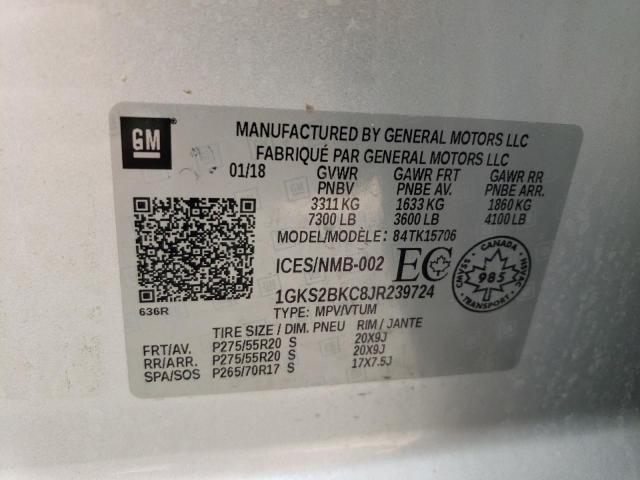 GM
MANUFACTURED BY GENERAL MOTORS LLC
FABRIQUÉ PAR GENERAL MOTORS LLC
01/18 GVWR GAWR FRT GAWR RR
PNBV PNBE AV. PNBE ARR.
3311 KG 1633 KG 1860 KG
7300 LB 3600 LB 4100 LB
MODEL/MODÈLE: 84TK15706
ICES/NMB-002 EC
CANADA
CMVSS 985 NSVAC
TRANSPORT
1GKS2BKC8JR239724
636R
TYPE: MPV/VTUM
TIRE SIZE / DIM. PNEU RIM / JANTE
FRT/AV. P275/55R20 S 20X9J
RR/ARR. P275/55R20 S 20X9J
SPA/SOS P265/70R17 S 17X7.5J